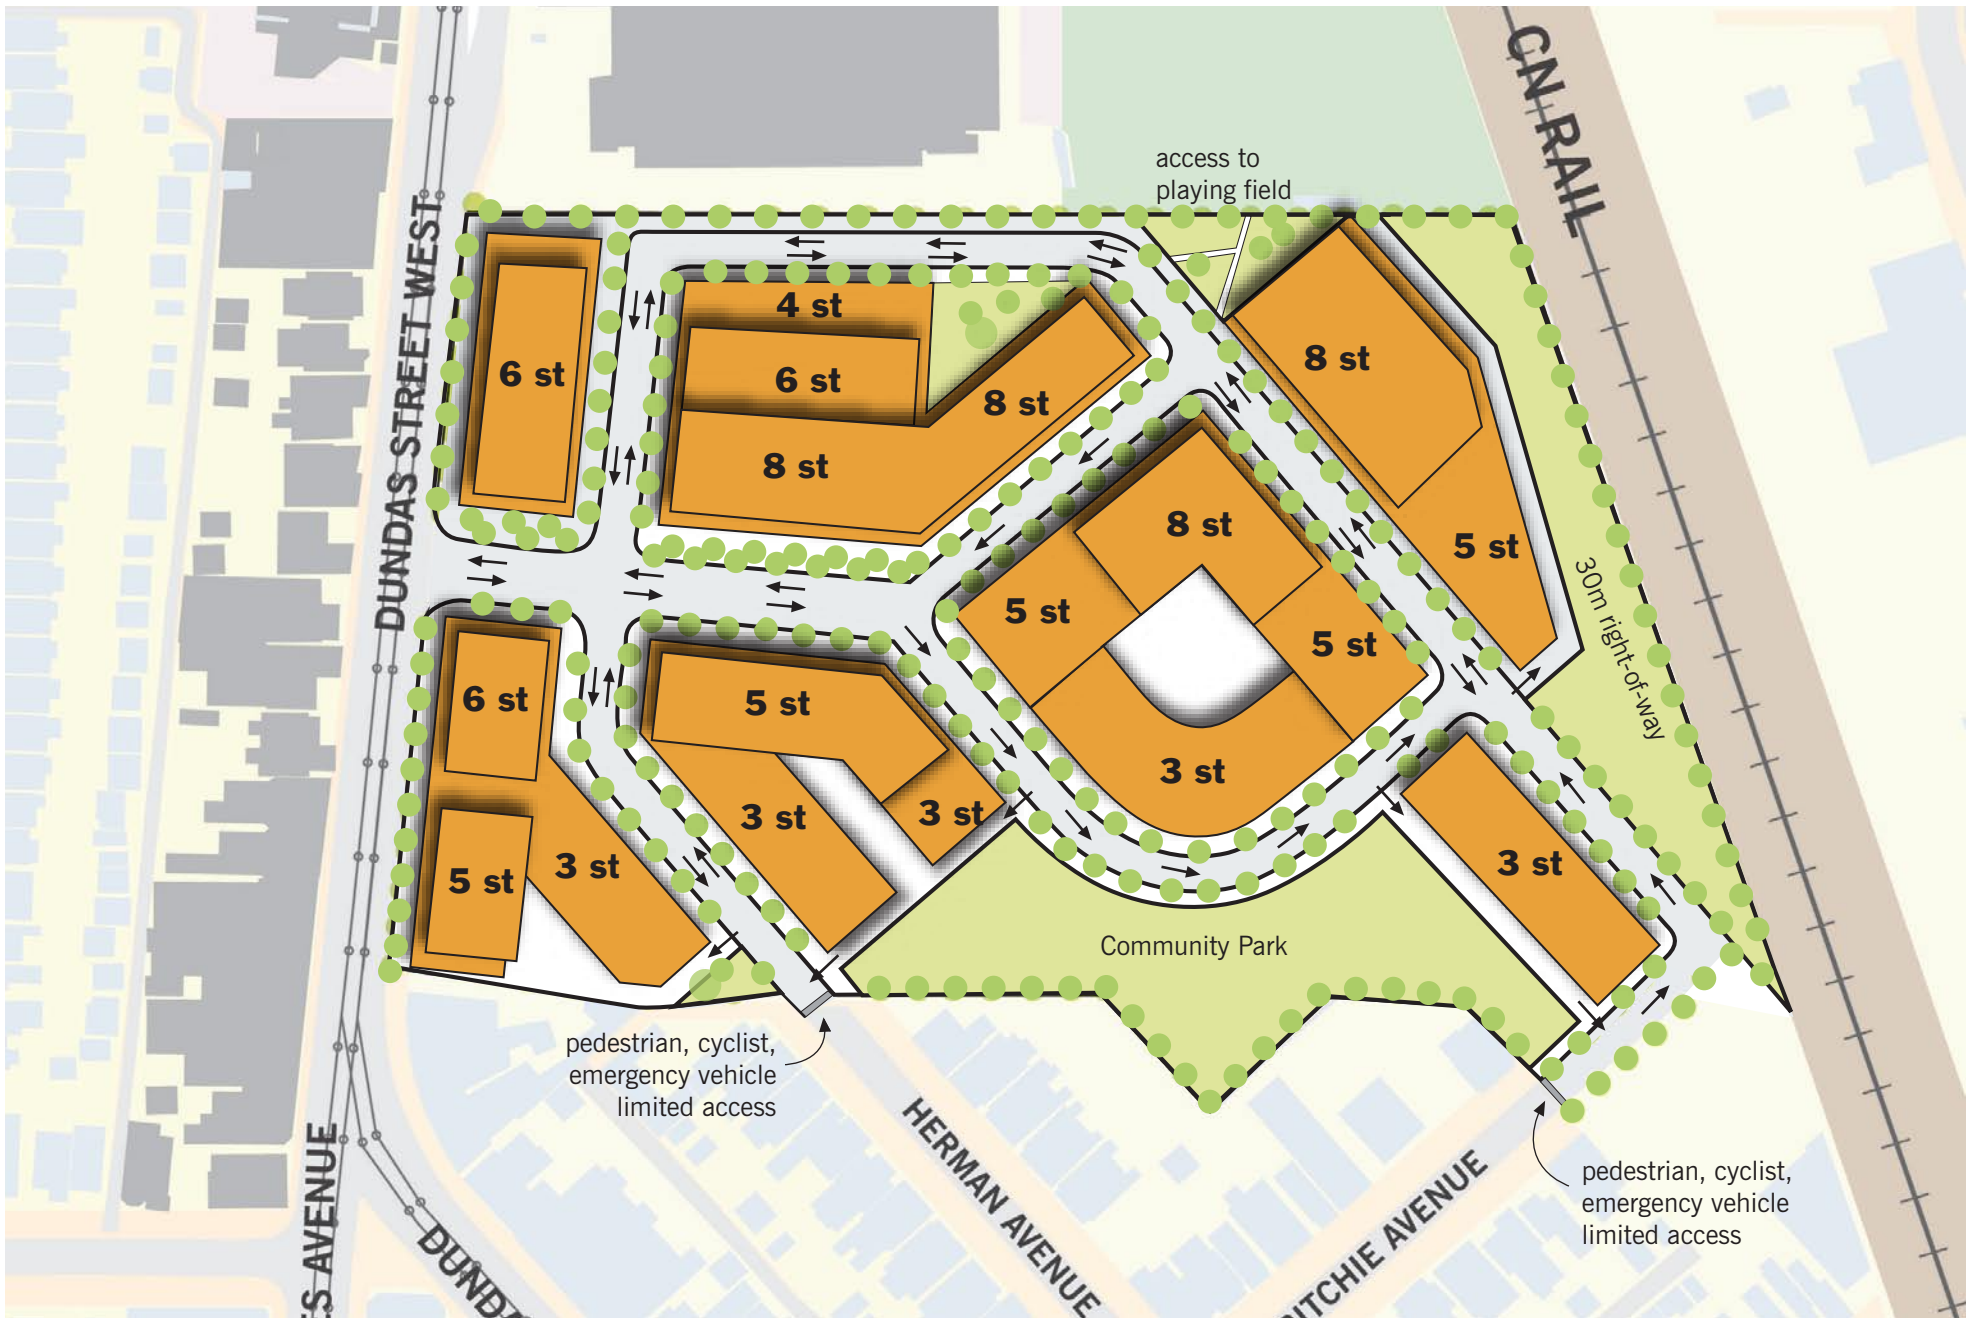 CN RAIL
access to
playing field
DUNDAS STREET WEST
4 st
6 st
6 st
8 st
8 st
8 st
8 st
5 st
5 st
5 st
30m right-of-way
6 st
5 st
3 st
3 st
3 st
3 st
5 st
3 st
Community Park
pedestrian, cyclist,
emergency vehicle
limited access
HERMAN AVENUE
RITCHIE AVENUE
pedestrian, cyclist,
emergency vehicle
limited access
AVENUE